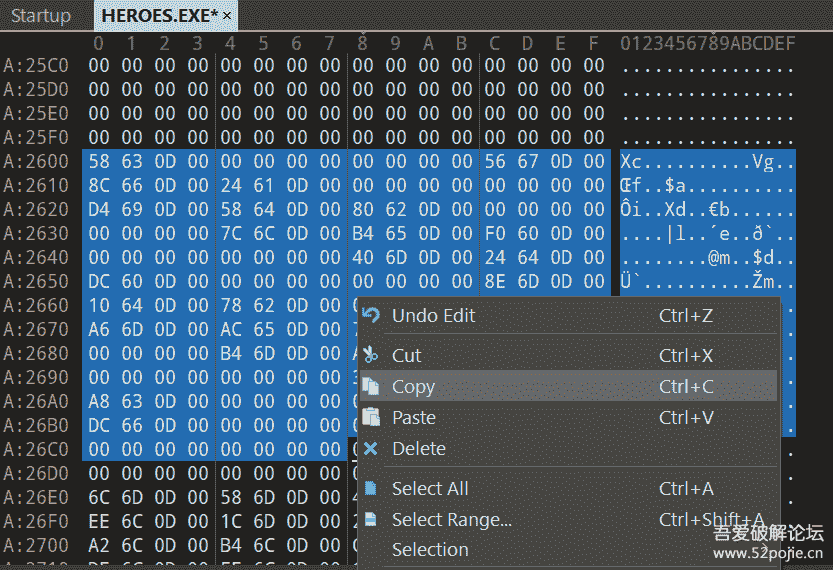 Startup HEROES.EXE* ×
0 1 2 3 4 5 6 7 8 9 A B C D E F 0123456789ABCDEF
A:25C0 00 00 00 00 00 00 00 00 00 00 00 00 00 00 00 00 ................
A:25D0 00 00 00 00 00 00 00 00 00 00 00 00 00 00 00 00 ................
A:25E0 00 00 00 00 00 00 00 00 00 00 00 00 00 00 00 00 ................
A:25F0 00 00 00 00 00 00 00 00 00 00 00 00 00 00 00 00 ................
A:2600 58 63 0D 00 00 00 00 00 00 00 00 00 56 67 0D 00 Xc..........Vg..
A:2610 8C 66 0D 00 24 61 0D 00 00 00 00 00 00 00 00 00 Œf..$a..........
A:2620 D4 69 0D 00 58 64 0D 00 80 62 0D 00 00 00 00 00 Ôi..Xd..€b......
A:2630 00 00 00 00 7C 6C 0D 00 B4 65 0D 00 F0 60 0D 00 ....|l..´e..ð`..
A:2640 00 00 00 00 00 00 00 00 40 6D 0D 00 24 64 0D 00 ........@m..$d..
A:2650 DC 60 0D 00 00 00 00 00 00 00 00 00 8E 6D 0D 00 Ü`..........Žm..
A:2660 10 64 0D 00 78 62 0D 00
A:2670 A6 6D 0D 00 AC 65 0D 00
A:2680 00 00 00 00 B4 6D 0D 00
A:2690 00 00 00 00 00 00 00 00
A:26A0 A8 63 0D 00 00 00 00 00
A:26B0 DC 66 0D 00 00 00 00 00
A:26C0 00 00 00 00 00 00 00 00
A:26D0 00 00 00 00 00 00 00 00
A:26E0 6C 6D 0D 00 58 6D 0D 00
A:26F0 EE 6C 0D 00 1C 6D 0D 00
A:2700 A2 6C 0D 00 B4 6C 0D 00
Undo Edit Ctrl+Z
Cut Ctrl+X
Copy Ctrl+C
Paste Ctrl+V
Delete
Select All Ctrl+A
Select Range... Ctrl+Shift+A
Selection
吾爱破解论坛
www.52pojie.cn